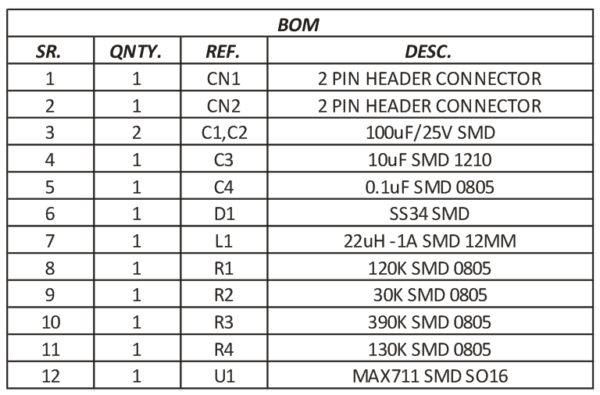 BOM
SR. QNTY. REF. DESC.
1 1 CN1 2 PIN HEADER CONNECTOR
2 1 CN2 2 PIN HEADER CONNECTOR
3 2 C1,C2 100uF/25V SMD
4 1 C3 10uF SMD 1210
5 1 C4 0.1uF SMD 0805
6 1 D1 SS34 SMD
7 1 L1 22uH -1A SMD 12MM
8 1 R1 120K SMD 0805
9 1 R2 30K SMD 0805
10 1 R3 390K SMD 0805
11 1 R4 130K SMD 0805
12 1 U1 MAX711 SMD SO16